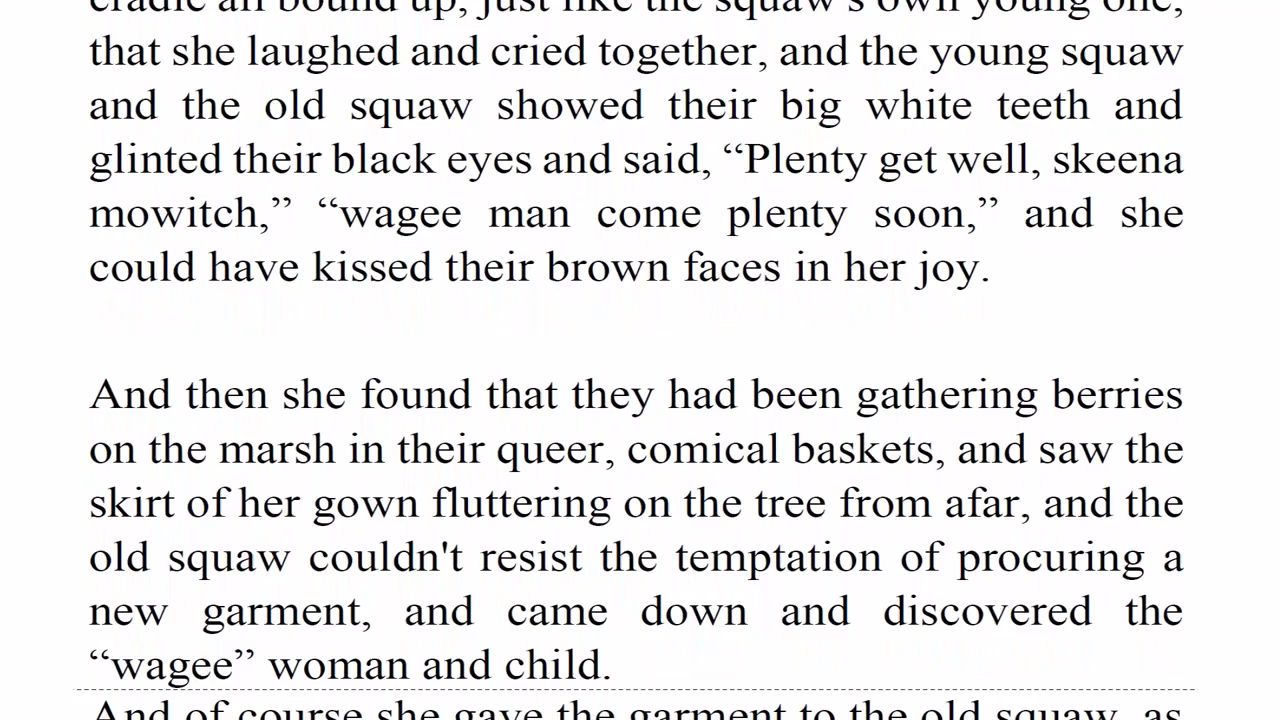 cradle all bound up, just like the squaw's own young one,
that she laughed and cried together, and the young squaw
and the old squaw showed their big white teeth and
glinted their black eyes and said, “Plenty get well, skeena
mowitch,” “wagee man come plenty soon,” and she
could have kissed their brown faces in her joy.
And then she found that they had been gathering berries
on the marsh in their queer, comical baskets, and saw the
skirt of her gown fluttering on the tree from afar, and the
old squaw couldn't resist the temptation of procuring a
new garment, and came down and discovered the
“wagee” woman and child.
And of course she gave the garment to the old squaw, as